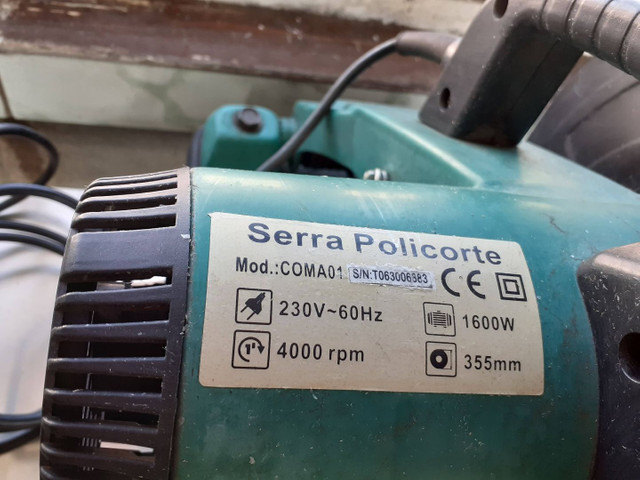 Serra Policorte
Mod.:COMA01 S/N:T063006583 CE
230V~60Hz 1600W
4000 rpm 355mm